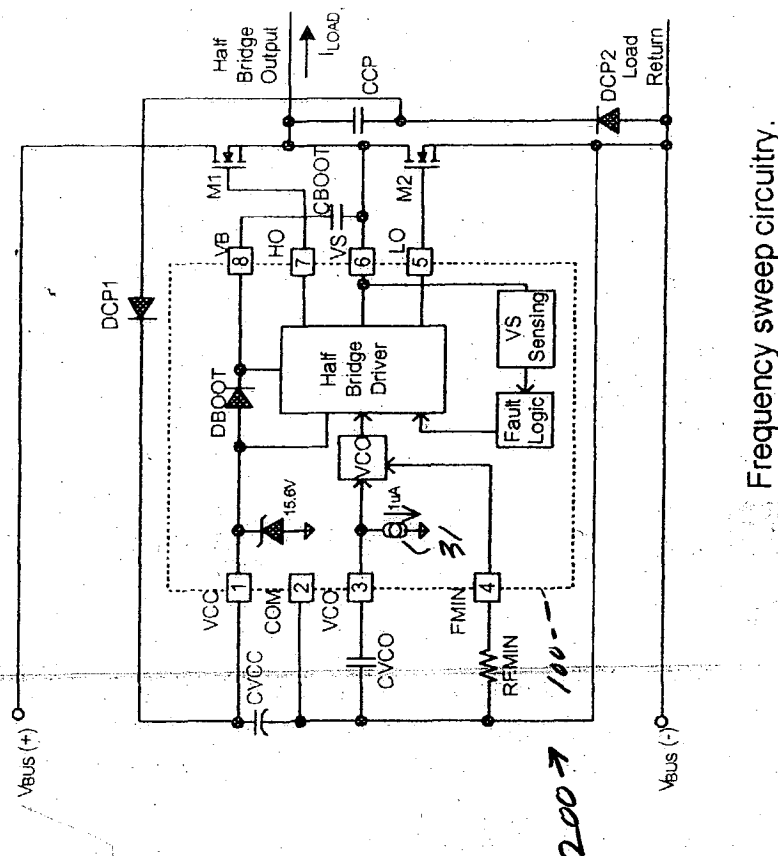 VBUS (+)
DCP1
Half
Bridge
Output
ILOAD
CCP
DCP2
Load
Return
VCC
1
CVCC
COM
2
VCO
3
CVCO
FMIN
4
RFMIN
15.6V
DBOOT
VB
8
HO
7
M1
CBOOT
VS
6
LO
5
M2
Half
Bridge
Driver
VCO
1uA
31
VS
Sensing
Fault
Logic
100
200
VBUS (-)
Frequency sweep circuitry.